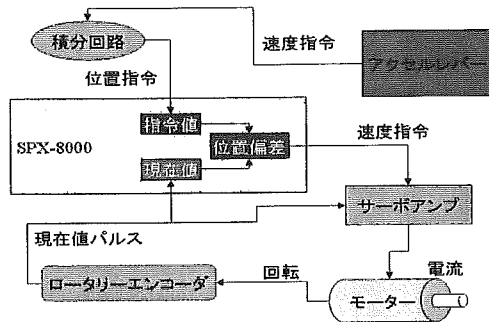 積分回路
速度指令
アクセルレバー
位置指令
指令値
SPX-8000
位置偏差
速度指令
現在値
サーボアンプ
現在値パルス
ロータリーエンコーダ
回転
電流
モーター